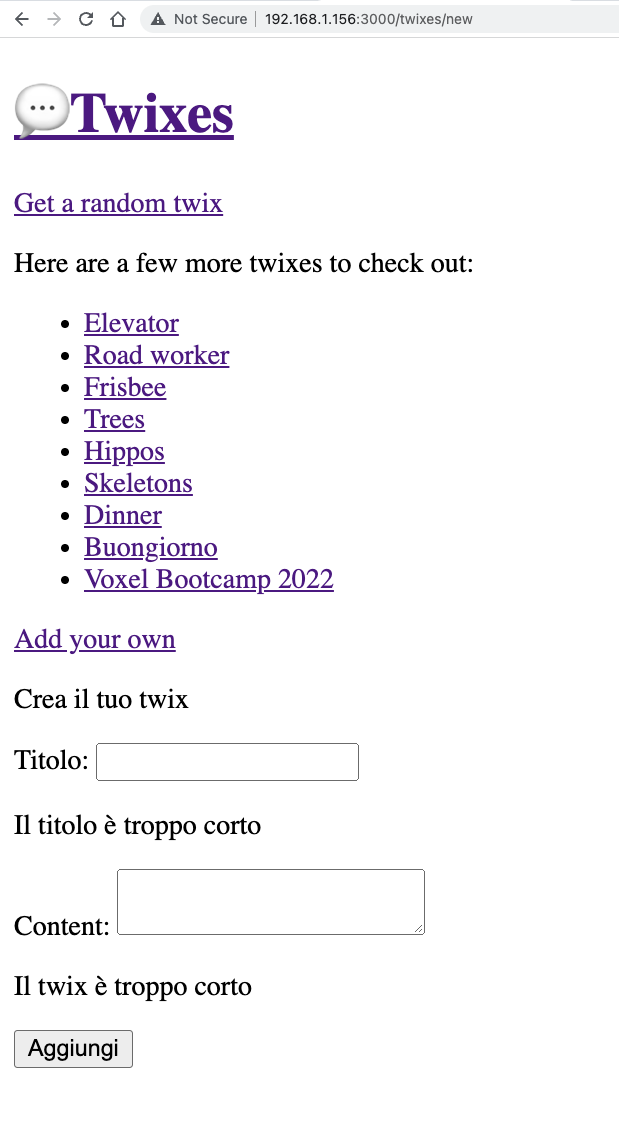 Not Secure | 192.168.1.156:3000/twixes/new
💬Twixes
Get a random twix
Here are a few more twixes to check out:
• Elevator
• Road worker
• Frisbee
• Trees
• Hippos
• Skeletons
• Dinner
• Buongiorno
• Voxel Bootcamp 2022
Add your own
Crea il tuo twix
Titolo:
Il titolo è troppo corto
Content:
Il twix è troppo corto
Aggiungi